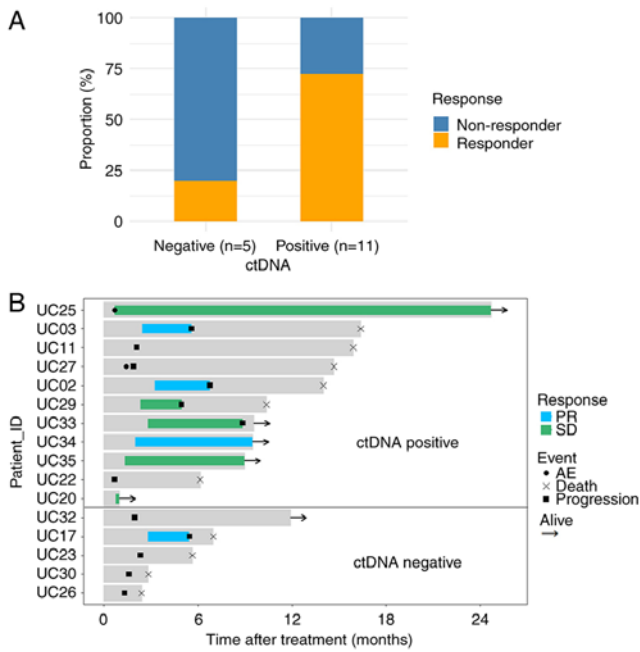 A
100
75
50
25
0
Proportion (%)
Negative (n=5) Positive (n=11)
ctDNA
Response
Non-responder
Responder
B
Patient_ID
UC25
UC03
UC11
UC27
UC02
UC29
UC33
UC34
UC35
UC22
UC20
UC32
UC17
UC23
UC30
UC26
ctDNA positive
ctDNA negative
0 6 12 18 24
Time after treatment (months)
Response
PR
SD
Event
AE
Death
Progression
Alive